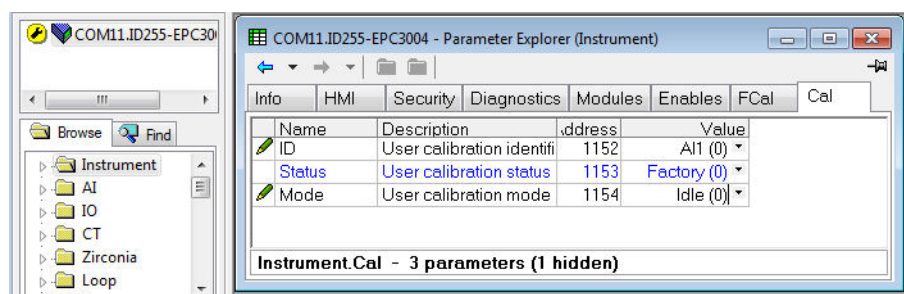 COM11.ID255-EPC30
Browse
Find
Instrument
AI
IO
CT
Zirconia
Loop
COM11.ID255-EPC3004 - Parameter Explorer (Instrument)
Info HMI Security Diagnostics Modules Enables FCal Cal
Name Description ddress Value
ID User calibration identifi 1152 AI1 (0)
Status User calibration status 1153 Factory (0)
Mode User calibration mode 1154 Idle (0)
Instrument.Cal - 3 parameters (1 hidden)